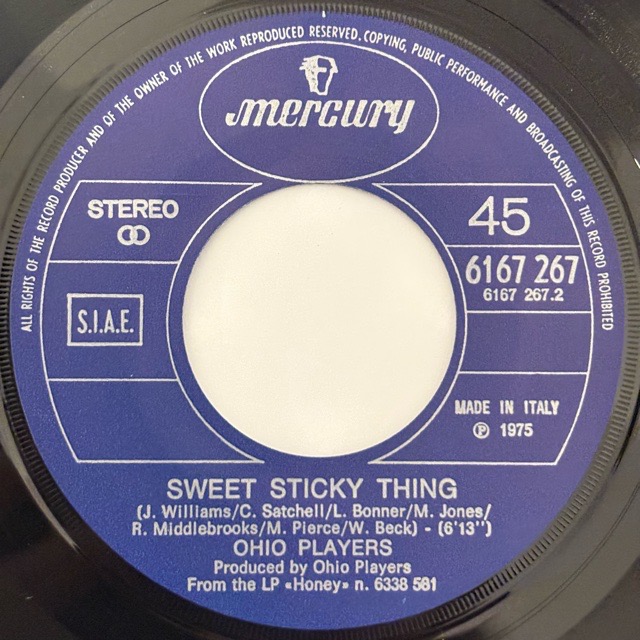 ALL RIGHTS OF THE RECORD PRODUCER AND OF THE OWNER OF THE WORK REPRODUCED RESERVED. COPYING, PUBLIC PERFORMANCE AND BROADCASTING OF THIS RECORD PROHIBITED
mercury
STEREO
45
6167 267
6167 267.2
S.I.A.E.
MADE IN ITALY
℗ 1975
SWEET STICKY THING
(J. Williams/C. Satchell/L. Bonner/M. Jones/
R. Middlebrooks/M. Pierce/W. Beck) - (6'13")
OHIO PLAYERS
Produced by Ohio Players
From the LP «Honey» n. 6338 561